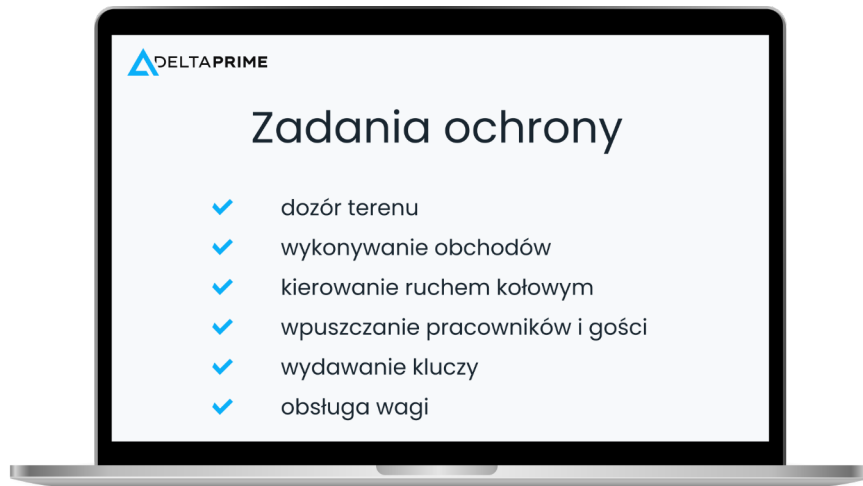 DELTAPRIME
Zadania ochrony
dozór terenu
wykonywanie obchodów
kierowanie ruchem kołowym
wpuszczanie pracowników i gości
wydawanie kluczy
obsługa wagi